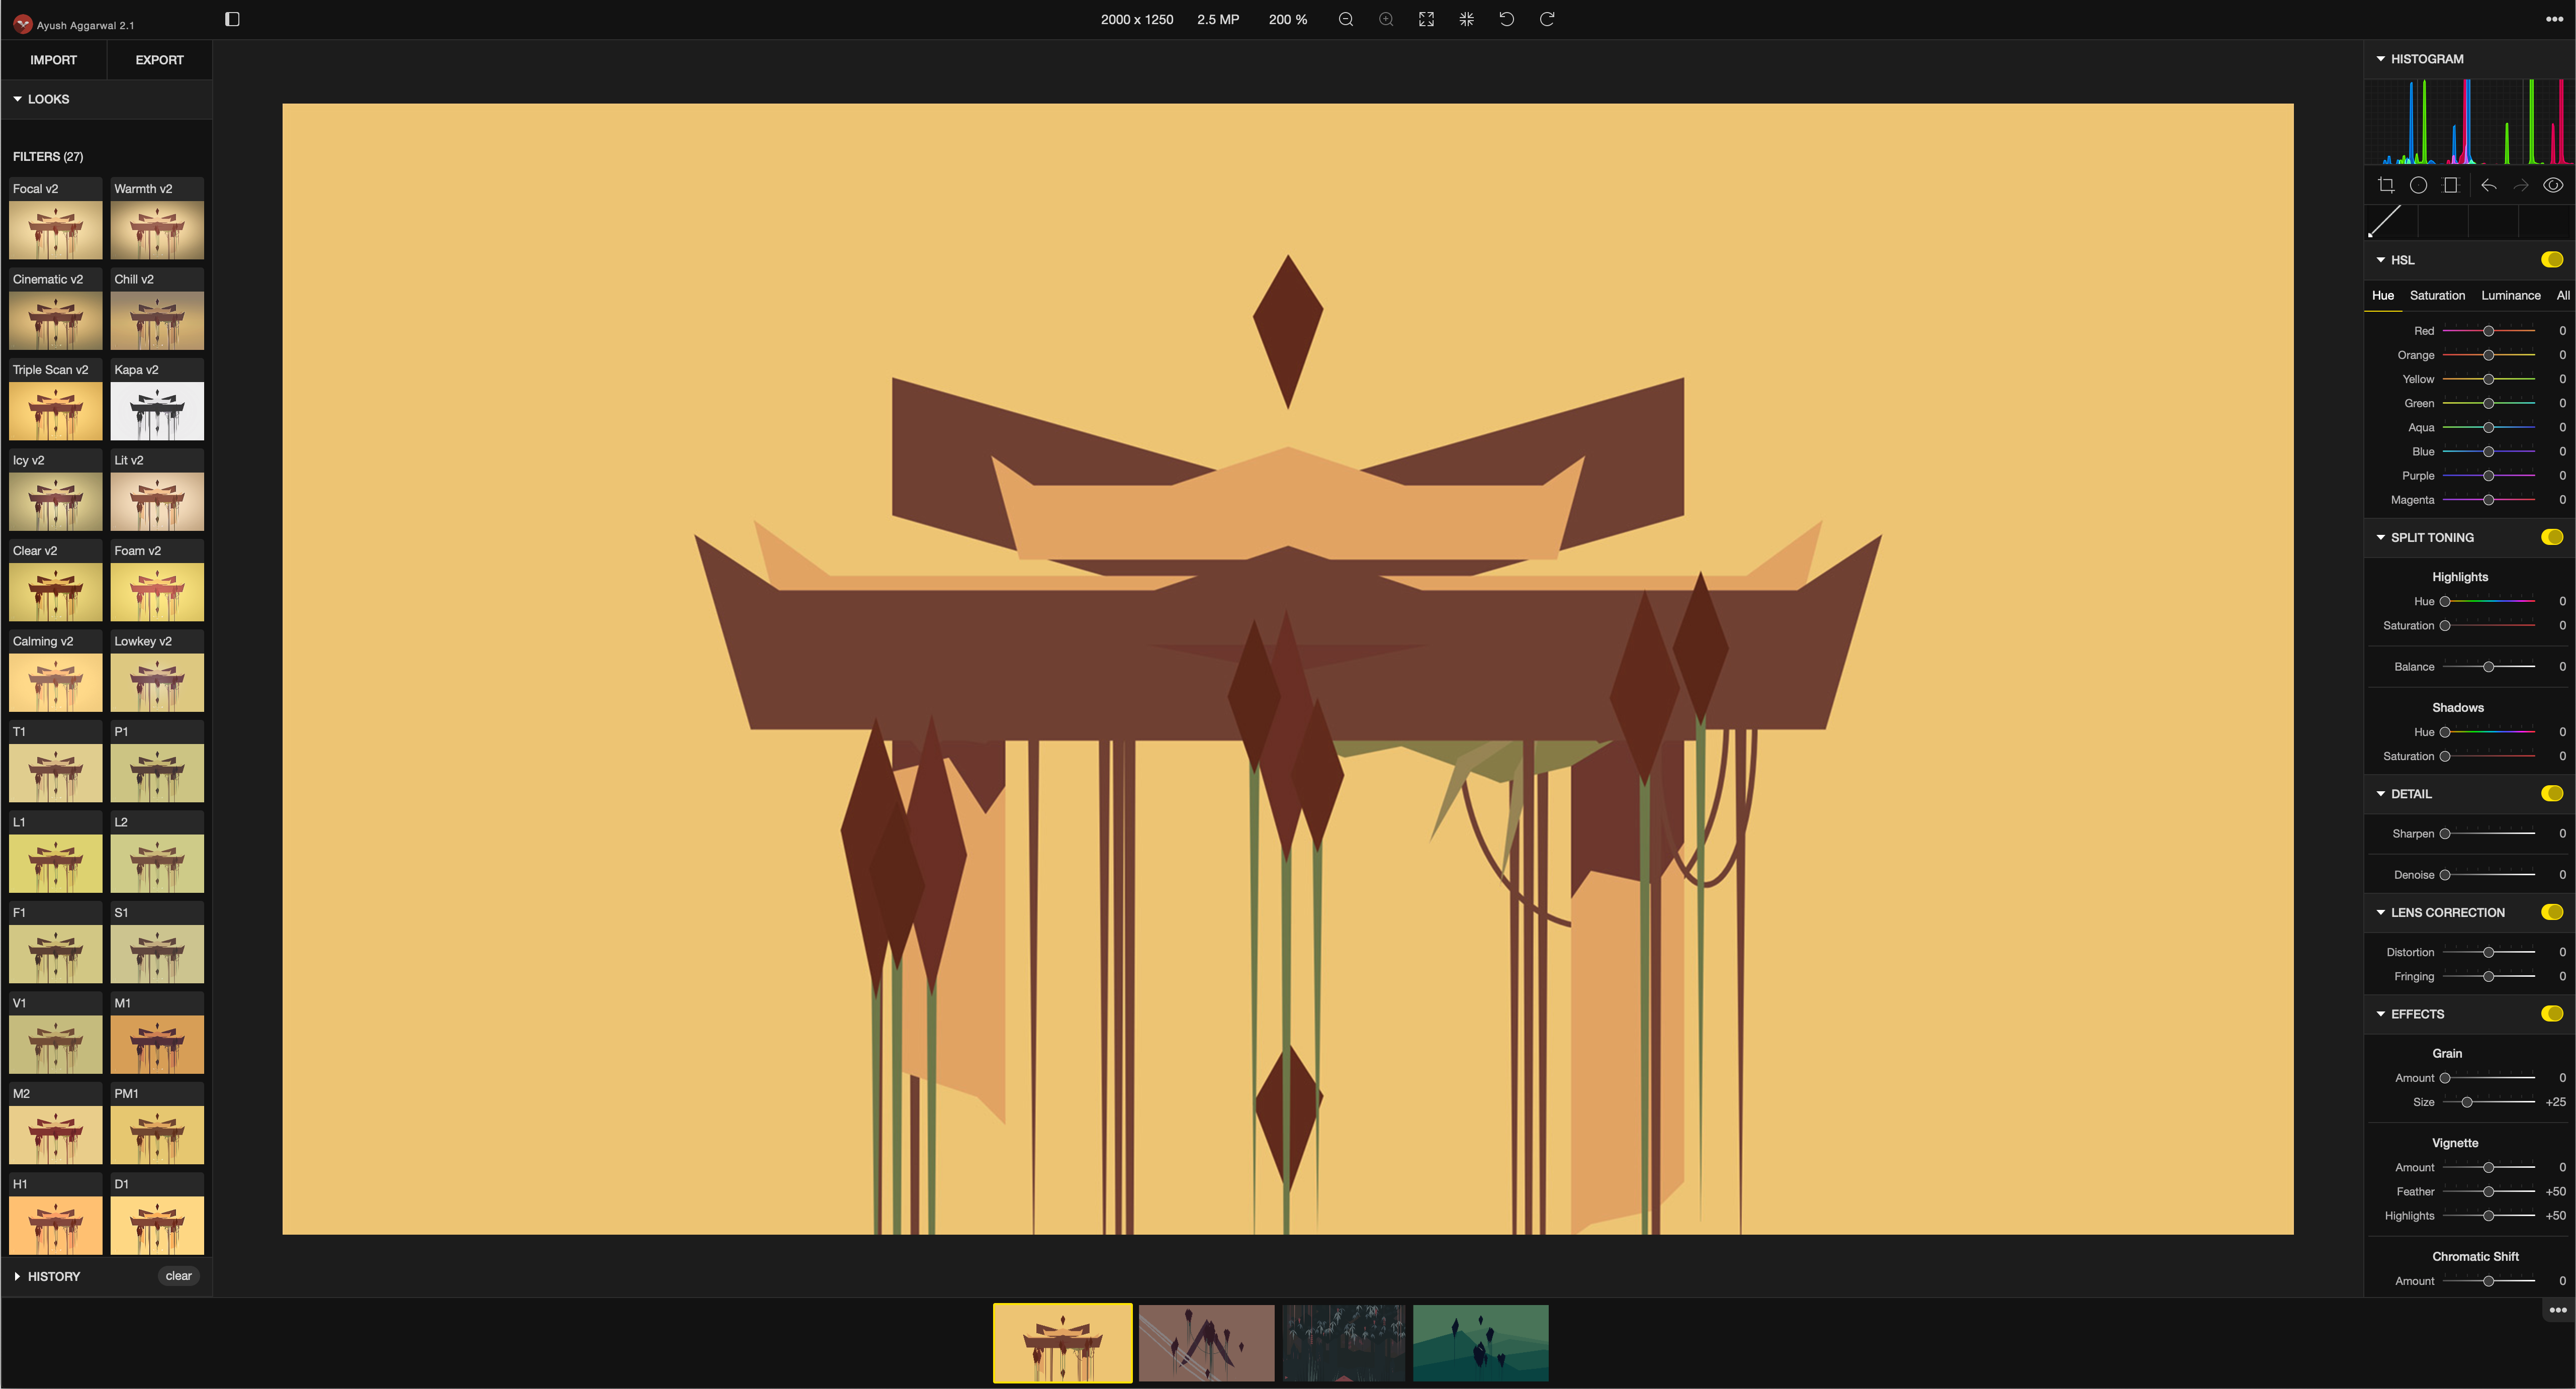 Ayush Aggarwal 2.1
2000 x 1250 2.5 MP 200 %
IMPORT EXPORT
LOOKS
FILTERS (27)
Focal v2 Warmth v2
Cinematic v2 Chill v2
Triple Scan v2 Kapa v2
Icy v2 Lit v2
Clear v2 Foam v2
Calming v2 Lowkey v2
T1 P1
L1 L2
F1 S1
V1 M1
M2 PM1
H1 D1
HISTORY clear
HISTOGRAM
HSL
Hue Saturation Luminance All
Red 0
Orange 0
Yellow 0
Green 0
Aqua 0
Blue 0
Purple 0
Magenta 0
SPLIT TONING
Highlights
Hue 0
Saturation 0
Balance 0
Shadows
Hue 0
Saturation 0
DETAIL
Sharpen 0
Denoise 0
LENS CORRECTION
Distortion 0
Fringing 0
EFFECTS
Grain
Amount 0
Size +25
Vignette
Amount 0
Feather +50
Highlights +50
Chromatic Shift
Amount 0